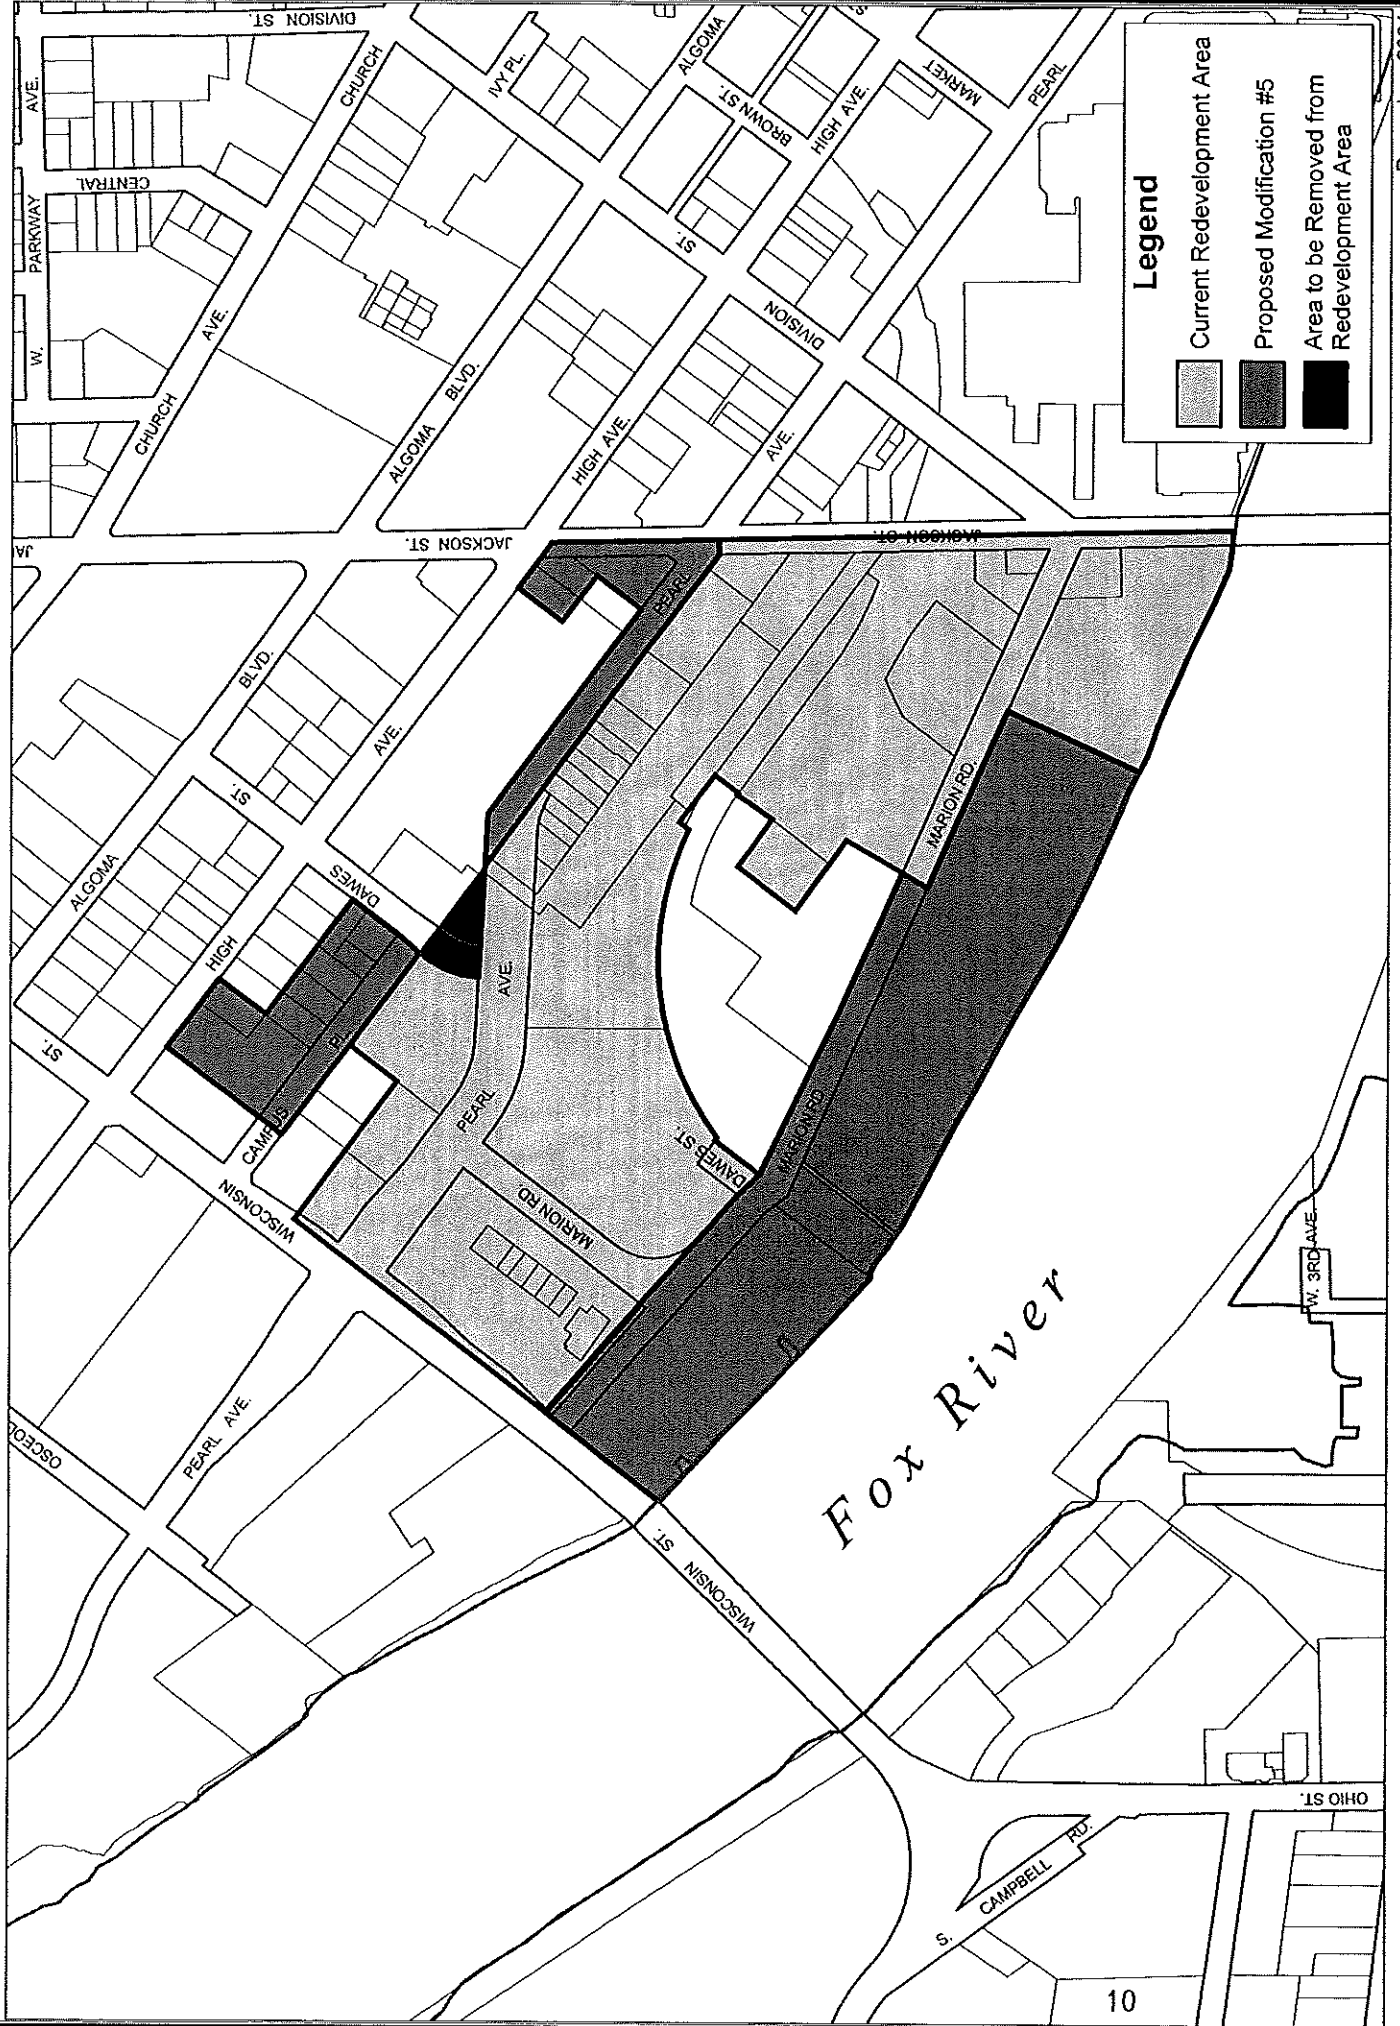 DIVISION ST.
AVE.
PARKWAY
W.
CENTRAL
CHURCH
AVE.
CHURCH
IVY PL.
ALGOMA
BROWN ST.
HIGH AVE.
MARKET
PEARL
ST.
DIVISION
ALGOMA
BLVD.
HIGH AVE.
AVE.
JACKSON ST.
JACKSON ST.
BLVD.
AVE.
ST.
ALGOMA
HIGH
DAWES
ST.
PEARL
CAMPUS
PL.
WISCONSIN
AVE.
PEARL
MARION RD.
DAWES ST.
MARION RD.
MARION RD.
PEARL AVE.
ST.
WISCONSIN
Fox River
W. 3RD AVE.
OHIO ST.
S. CAMPBELL RD.
Legend
Current Redevelopment Area
Proposed Modification #5
Area to be Removed from
Redevelopment Area
10